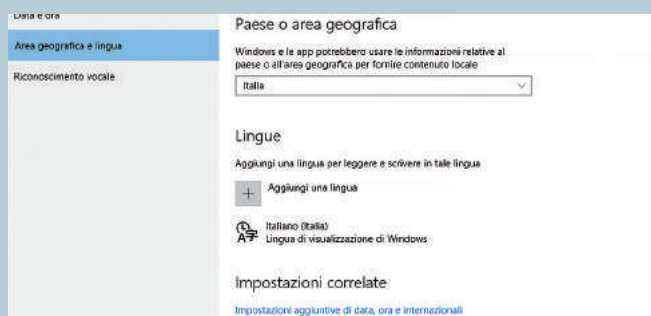 Data e ora
Area geografica e lingua
Riconoscimento vocale
Paese o area geografica
Windows e le app potrebbero usare le informazioni relative al
paese o all'area geografica per fornire contenuto locale
Italia
Lingue
Aggiungi una lingua per leggere e scrivere in tale lingua
Aggiungi una lingua
Italiano (Italia)
Lingua di visualizzazione di Windows
Impostazioni correlate
Impostazioni aggiuntive di data, ora e internazionali